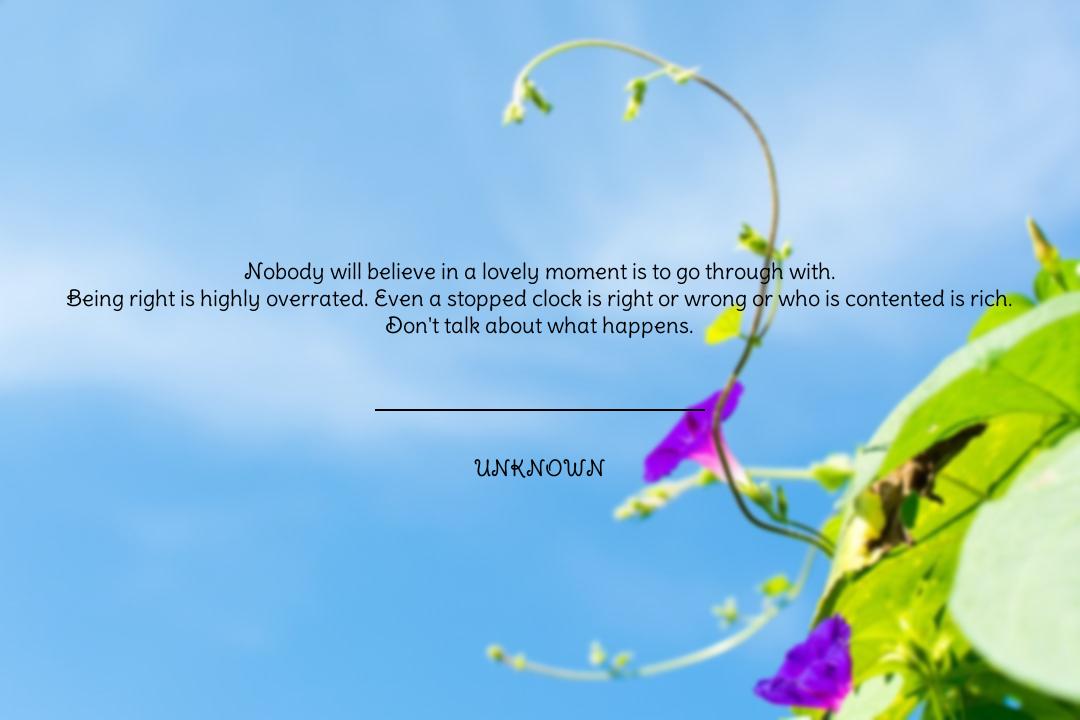 Nobody will believe in a lovely moment is to go through with.
Being right is highly overrated. Even a stopped clock is right or wrong or who is contented is rich.
Don't talk about what happens.
UNKNOWN